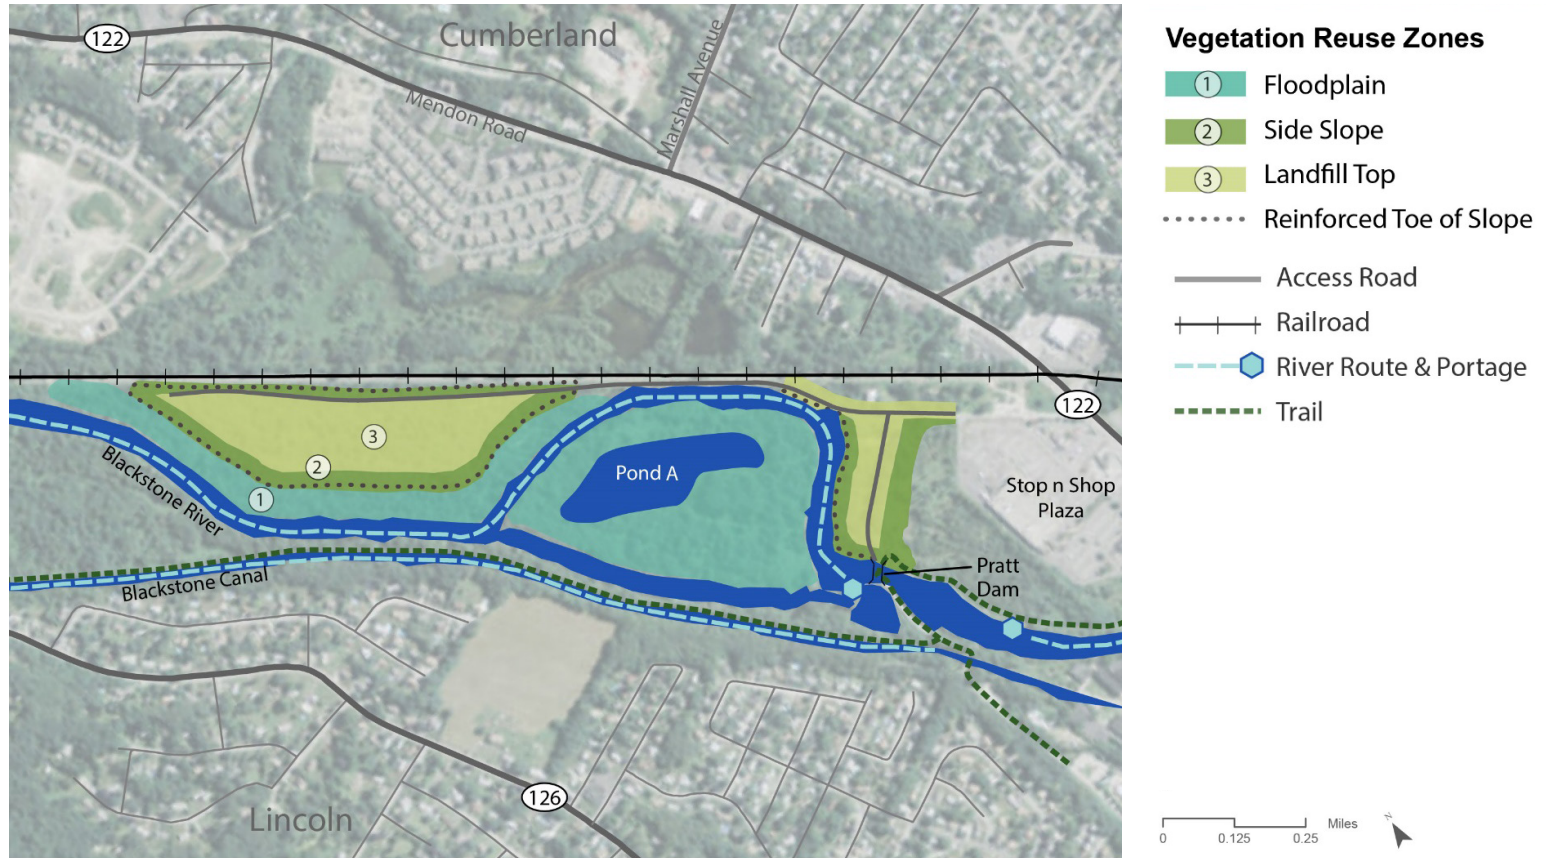 122
Cumberland
Marshall Avenue
Mendon Road
122
3
2
1
Pond A
Blackstone River
Blackstone Canal
Stop n Shop
Plaza
Pratt
Dam
126
Lincoln
Vegetation Reuse Zones
1 Floodplain
2 Side Slope
3 Landfill Top
Reinforced Toe of Slope
Access Road
Railroad
River Route & Portage
Trail
Miles
0 0.125 0.25
N